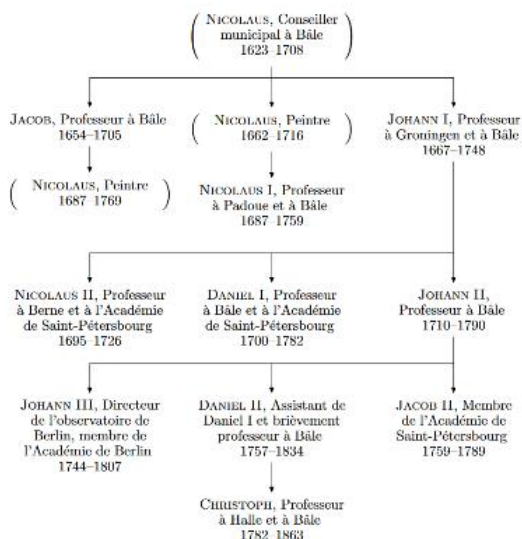 NICOLAUS, Conseiller
municipal à Bâle
1623–1708
JACOB, Professeur à Bâle
1654–1705
NICOLAUS, Peintre
1662–1716
JOHANN I, Professeur
à Groningen et à Bâle
1667–1748
NICOLAUS, Peintre
1687–1769
NICOLAUS I, Professeur
à Padoue et à Bâle
1687–1759
NICOLAUS II, Professeur
à Berne et à l'Académie
de Saint-Pétersbourg
1695–1726
DANIEL I, Professeur
à Bâle et à l'Académie
de Saint-Pétersbourg
1700–1782
JOHANN II,
Professeur à Bâle
1710–1790
JOHANN III, Directeur
de l'observatoire de
Berlin, membre de
l'Académie de Berlin
1744–1807
DANIEL II, Assistant de
Daniel I et brièvement
professeur à Bâle
1757–1834
JACOB II, Membre
de l'Académie de
Saint-Pétersbourg
1759–1789
CHRISTOPH, Professeur
à Halle et à Bâle
1782–1863